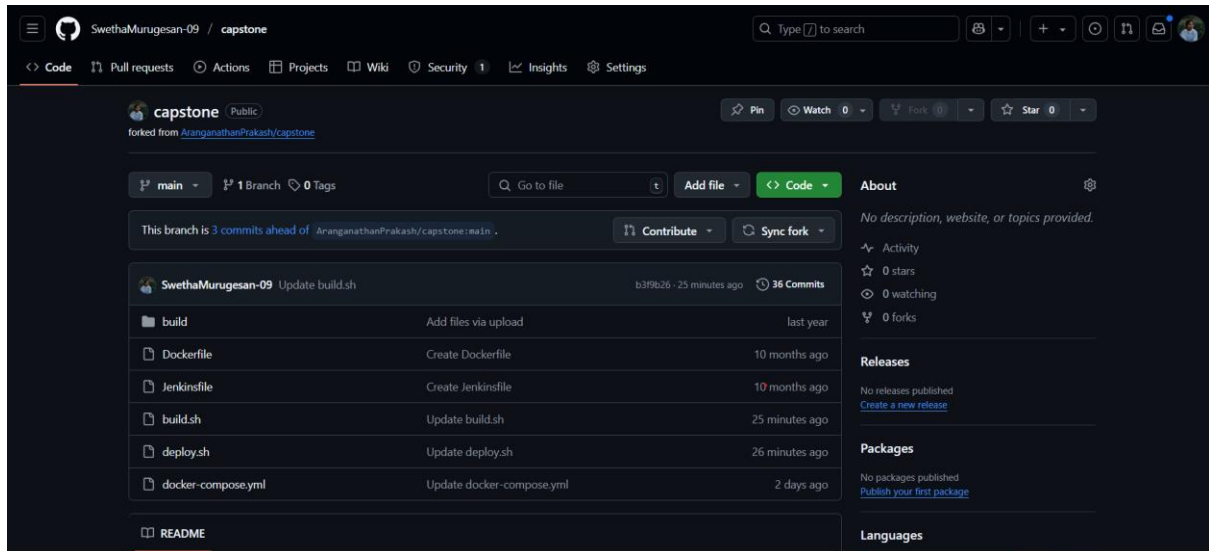 SwethaMurugesan-09 / capstone
Type / to search
Code Pull requests Actions Projects Wiki Security 1 Insights Settings
capstone Public
Pin Watch 0 Fork 0 Star 0
forked from AranganathanPrakash/capstone
main 1 Branch 0 Tags Go to file t Add file Code
About
No description, website, or topics provided.
This branch is 3 commits ahead of AranganathanPrakash/capstone:main . Contribute Sync fork
Activity
0 stars
0 watching
0 forks
SwethaMurugesan-09 Update build.sh b3f9b26 · 25 minutes ago 36 Commits
build Add files via upload last year
Dockerfile Create Dockerfile 10 months ago
Jenkinsfile Create Jenkinsfile 10 months ago
build.sh Update build.sh 25 minutes ago
deploy.sh Update deploy.sh 26 minutes ago
docker-compose.yml Update docker-compose.yml 2 days ago
README
Releases
No releases published
Create a new release
Packages
No packages published
Publish your first package
Languages